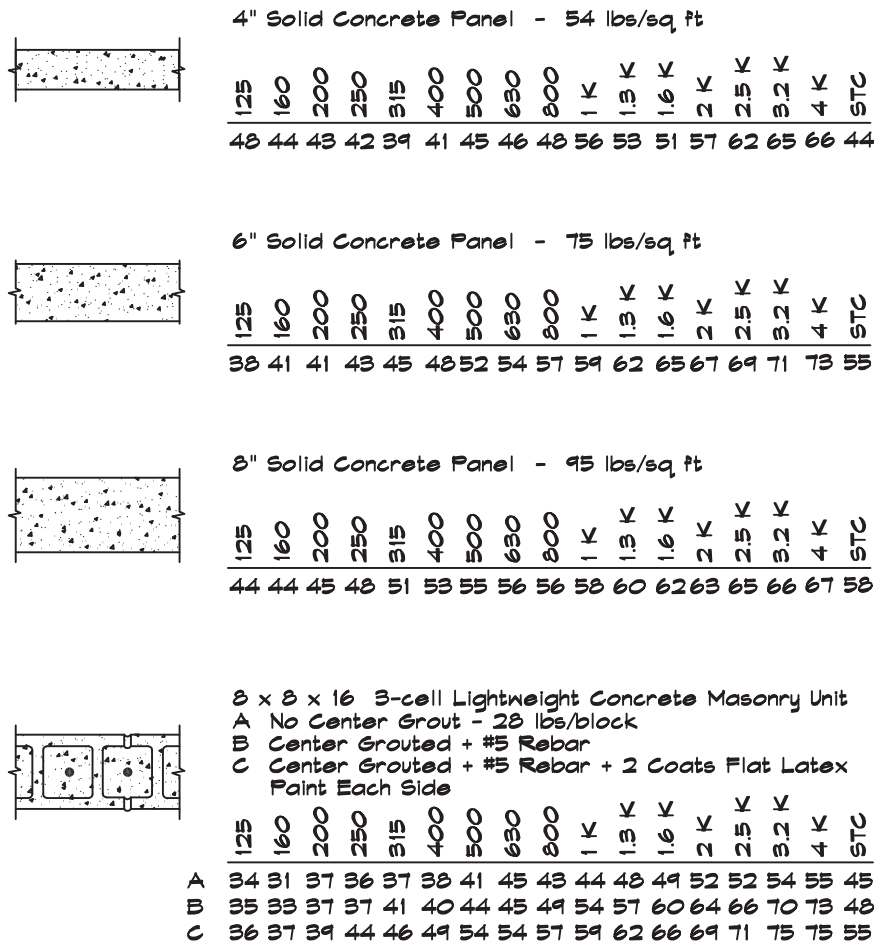 4" Solid Concrete Panel - 54 lbs/sq ft
125 160 200 250 315 400 500 630 800 1 K 1.3 K 1.6 K 2 K 2.5 K 3.2 K 4 K STC
48 44 43 42 39 41 45 46 48 56 53 51 57 62 65 66 44
6" Solid Concrete Panel - 75 lbs/sq ft
125 160 200 250 315 400 500 630 800 1 K 1.3 K 1.6 K 2 K 2.5 K 3.2 K 4 K STC
38 41 41 43 45 48 52 54 57 59 62 65 67 69 71 73 55
8" Solid Concrete Panel - 95 lbs/sq ft
125 160 200 250 315 400 500 630 800 1 K 1.3 K 1.6 K 2 K 2.5 K 3.2 K 4 K STC
44 44 45 48 51 53 55 56 56 58 60 62 63 65 66 67 58
8 x 8 x 16 3-cell Lightweight Concrete Masonry Unit
A No Center Grout - 28 lbs/block
B Center Grouted + #5 Rebar
C Center Grouted + #5 Rebar + 2 Coats Flat Latex
Paint Each Side
125 160 200 250 315 400 500 630 800 1 K 1.3 K 1.6 K 2 K 2.5 K 3.2 K 4 K STC
A 34 31 37 36 37 38 41 45 43 44 48 49 52 52 54 55 45
B 35 33 37 37 41 40 44 45 49 54 57 60 64 66 70 73 48
C 36 37 39 44 46 49 54 54 57 59 62 66 69 71 75 75 55